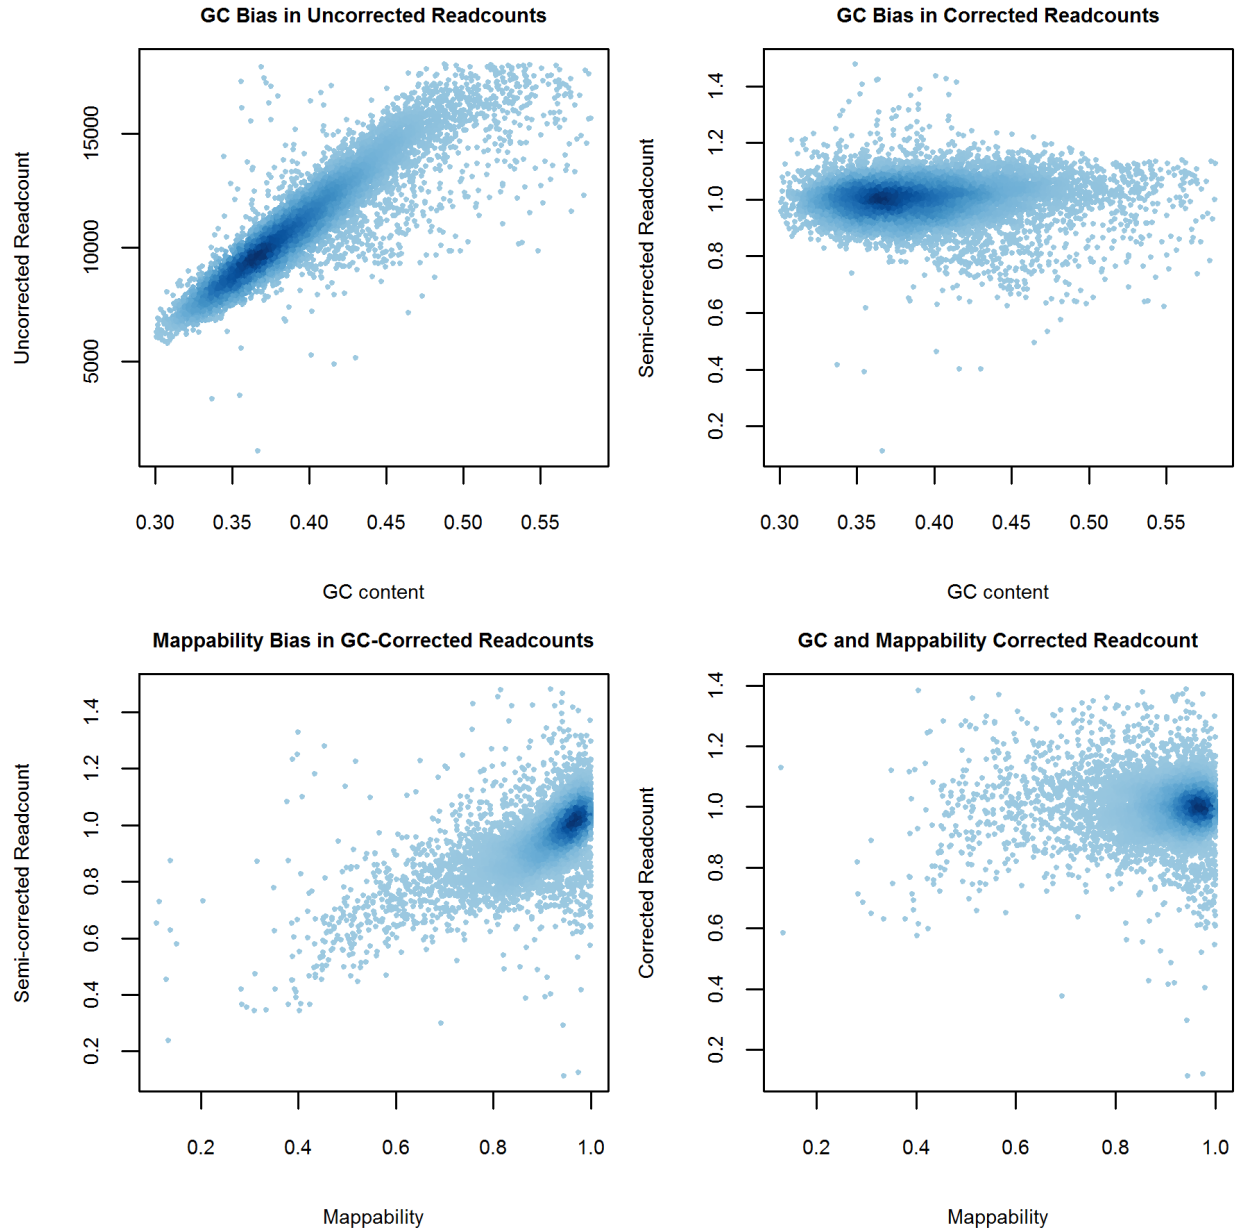 GC Bias in Uncorrected Readcounts
Uncorrected Readcount
15000
10000
5000
0.30 0.35 0.40 0.45 0.50 0.55
GC content
GC Bias in Corrected Readcounts
Semi-corrected Readcount
1.4
1.2
1.0
0.8
0.6
0.4
0.2
0.30 0.35 0.40 0.45 0.50 0.55
GC content
Mappability Bias in GC-Corrected Readcounts
Semi-corrected Readcount
1.4
1.2
1.0
0.8
0.6
0.4
0.2
0.2 0.4 0.6 0.8 1.0
Mappability
GC and Mappability Corrected Readcount
Corrected Readcount
1.4
1.2
1.0
0.8
0.6
0.4
0.2
0.2 0.4 0.6 0.8 1.0
Mappability